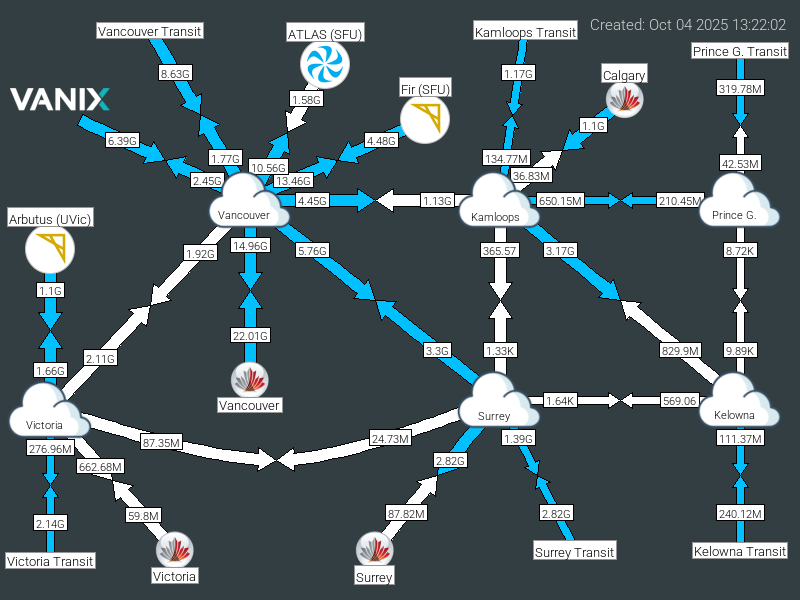 Created: Oct 04 2025 13:22:02
Vancouver Transit
ATLAS (SFU)
Kamloops Transit
Prince G. Transit
8.63G
1.17G
Calgary
319.78M
VANIX
1.58G
Fir (SFU)
6.39G
4.48G
1.1G
1.77G
134.77M
42.53M
10.56G
36.83M
2.45G
13.46G
4.45G
1.13G
650.15M
210.45M
Arbutus (UVic)
Vancouver
Kamloops
Prince G.
14.96G
5.76G
365.57
3.17G
8.72K
1.92G
1.1G
22.01G
2.11G
3.3G
1.33K
829.9M
9.89K
1.66G
Vancouver
1.64K
569.06
Victoria
Surrey
Kelowna
276.96M
87.35M
24.73M
1.39G
111.37M
662.68M
2.82G
2.14G
59.8M
87.82M
2.82G
240.12M
Victoria Transit
Victoria
Surrey
Surrey Transit
Kelowna Transit